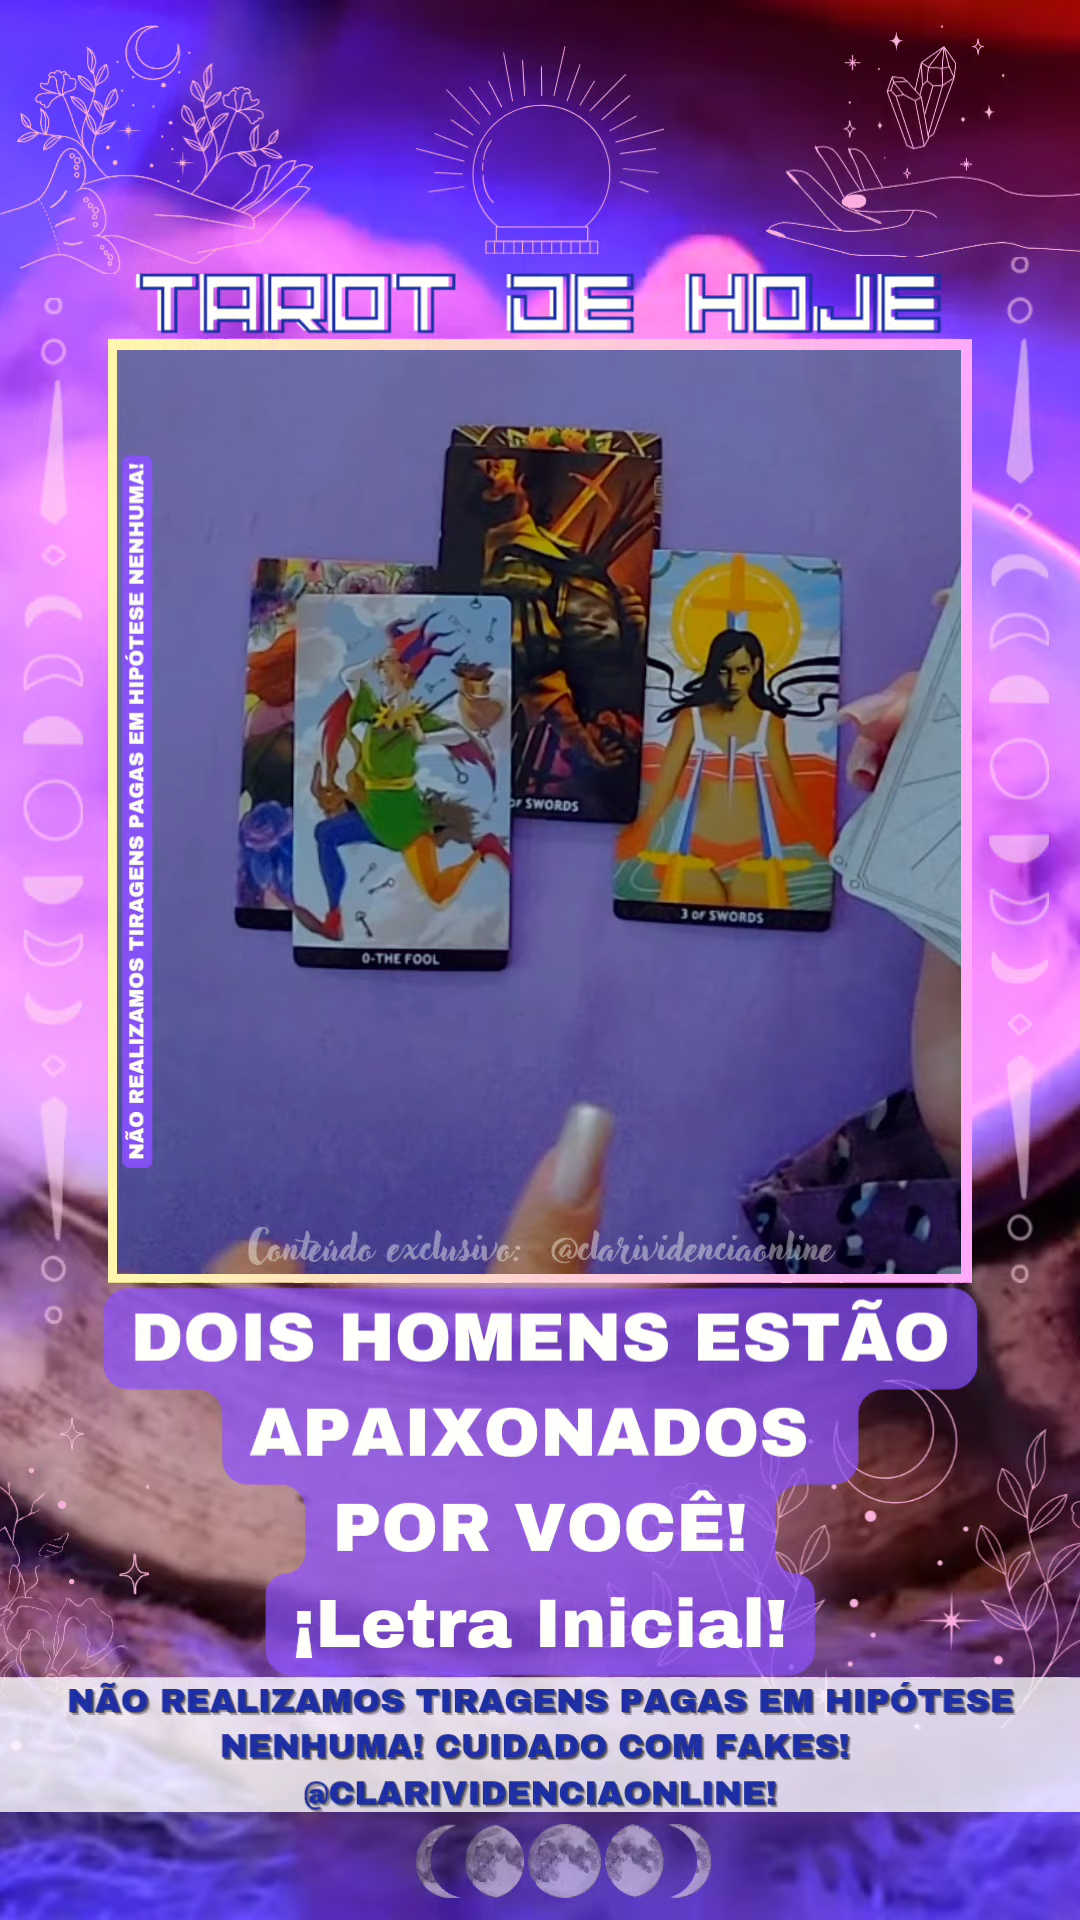 TAROT DE HOJE
NÃO REALIZAMOS TIRAGENS PAGAS EM HIPÓTESE NENHUMA!
OF SWORDS
3 OF SWORDS
0-THE FOOL
Conteúdo exclusivo: @clarividenciaonline
DOIS HOMENS ESTÃO
APAIXONADOS
POR VOCÊ!
¡Letra Inicial!
NÃO REALIZAMOS TIRAGENS PAGAS EM HIPÓTESE
NENHUMA! CUIDADO COM FAKES!
@CLARIVIDENCIAONLINE!